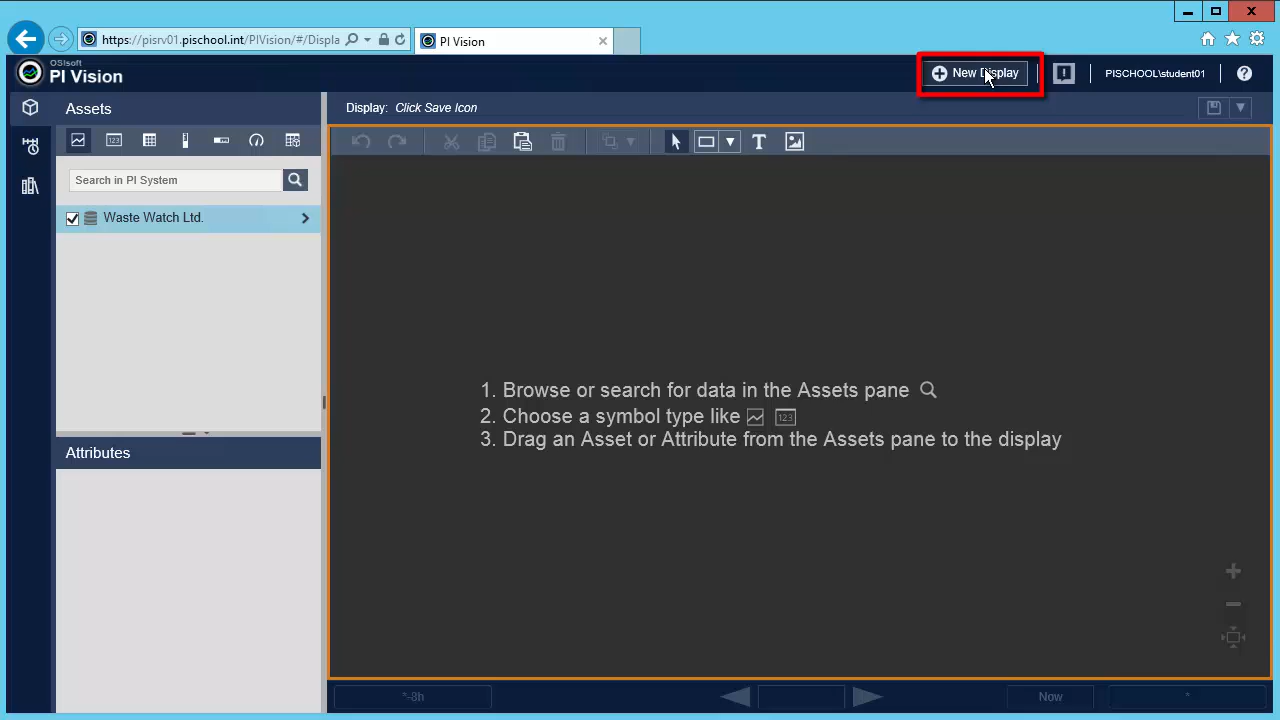 https://pisrv01.pischool.int/PIVision/#/Displa
PI Vision
OSIsoft
PI Vision
New Display
PISCHOOL\student01
Assets
Display: Click Save Icon
Search in PI System
Waste Watch Ltd.
1. Browse or search for data in the Assets pane
2. Choose a symbol type like
3. Drag an Asset or Attribute from the Assets pane to the display
Attributes
*-8h
Now
*